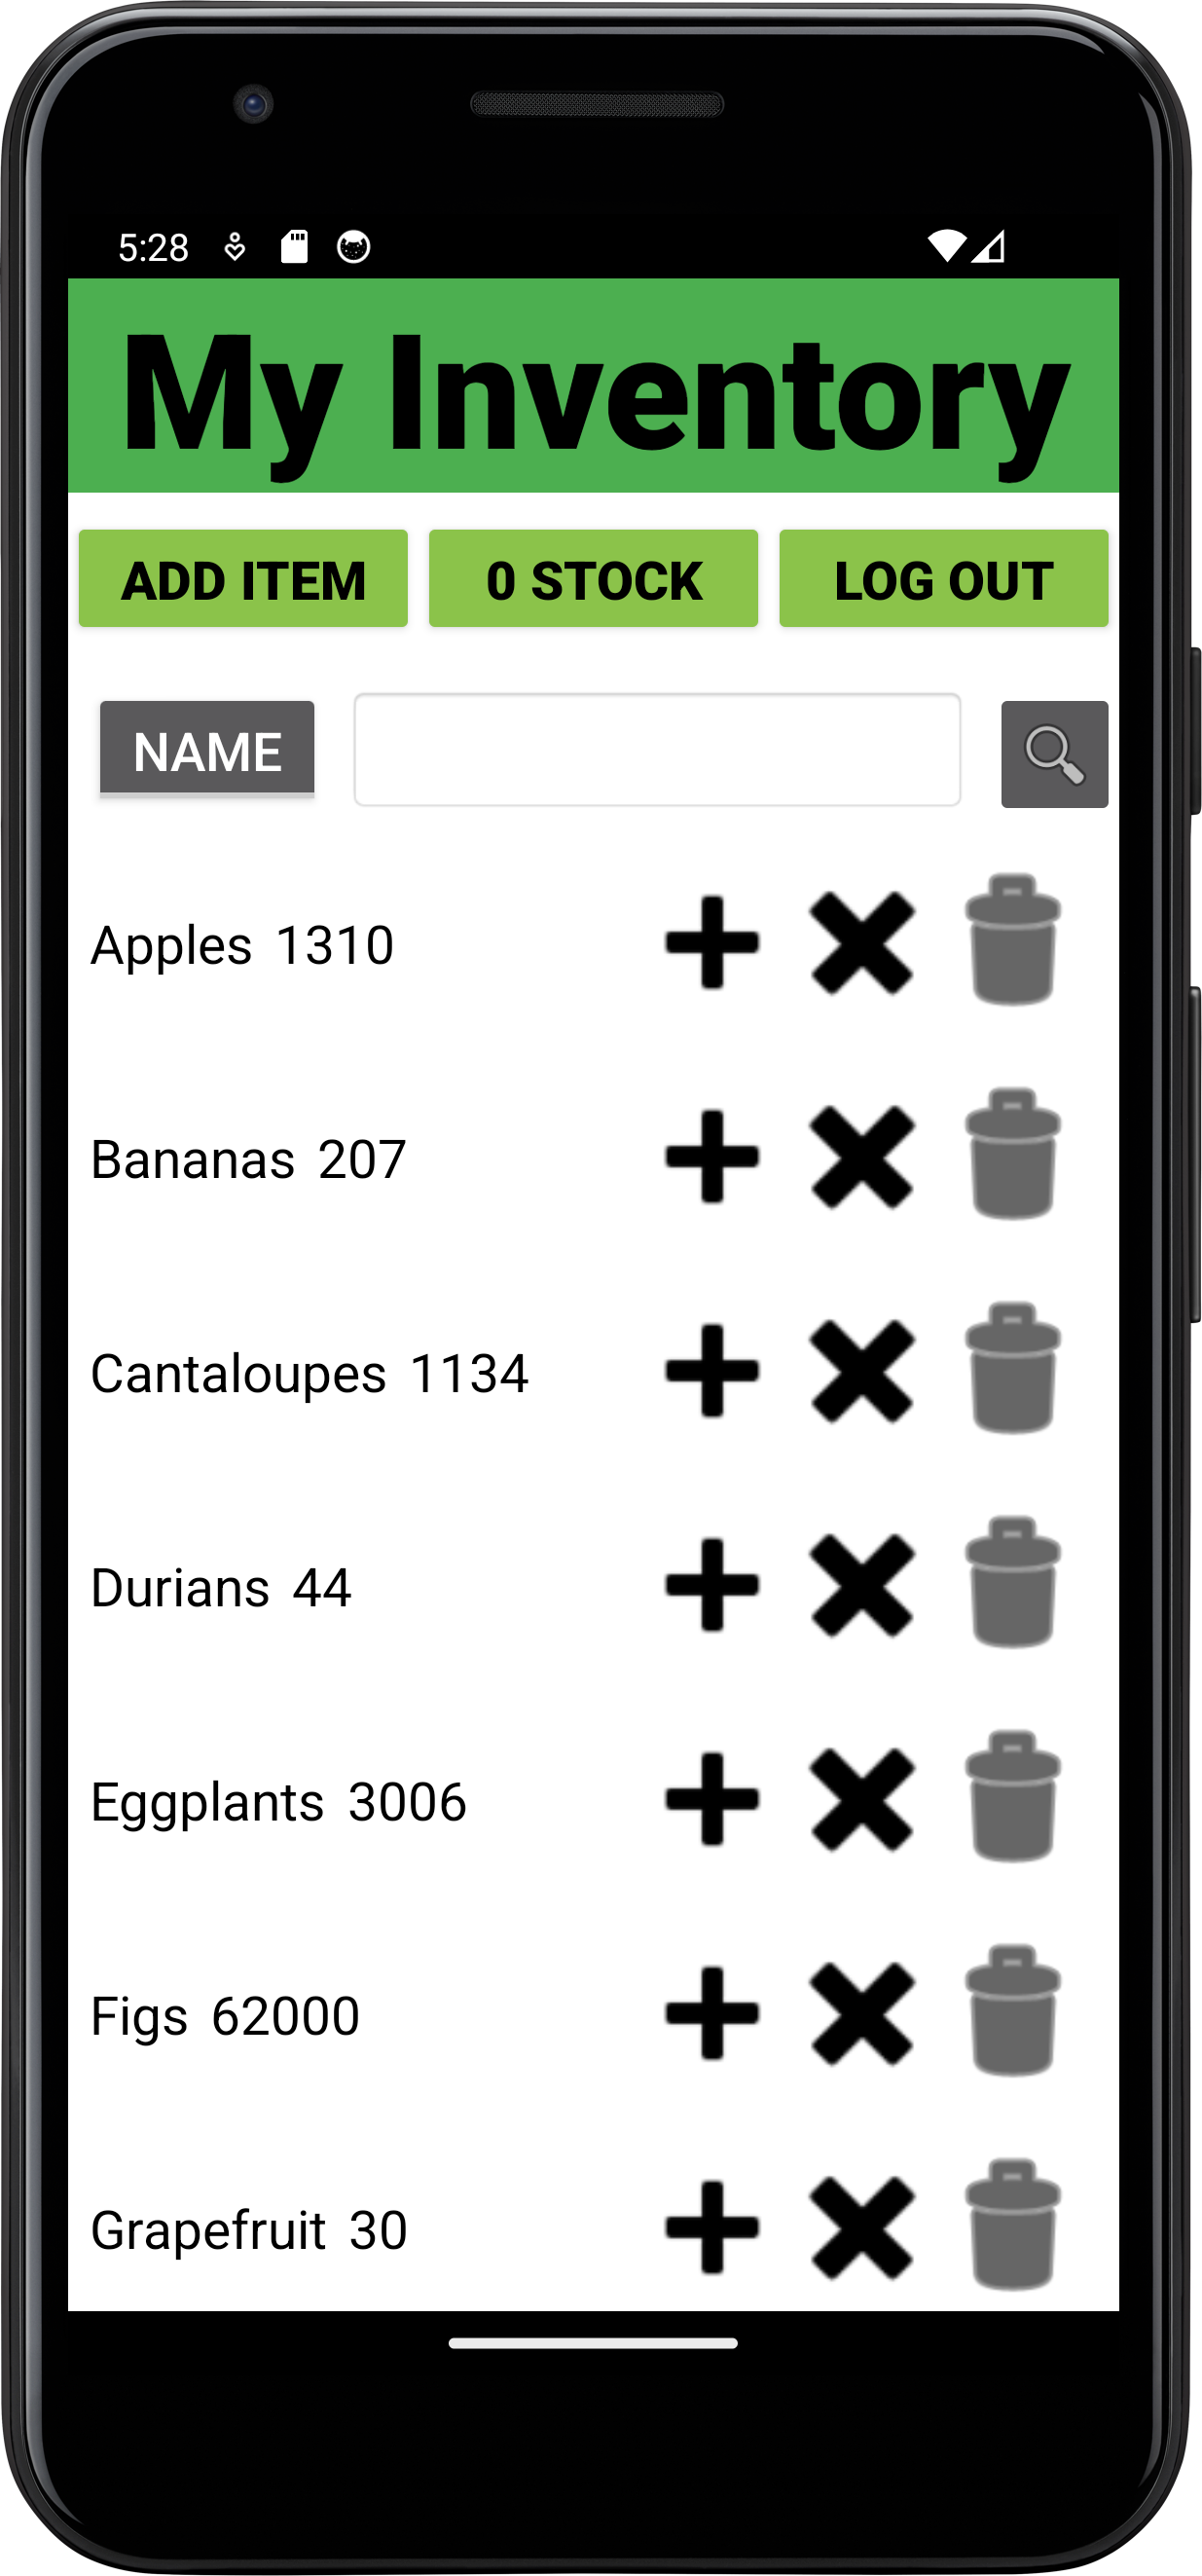 5:28
My Inventory
ADD ITEM 0 STOCK LOG OUT
NAME
Apples 1310
Bananas 207
Cantaloupes 1134
Durians 44
Eggplants 3006
Figs 62000
Grapefruit 30